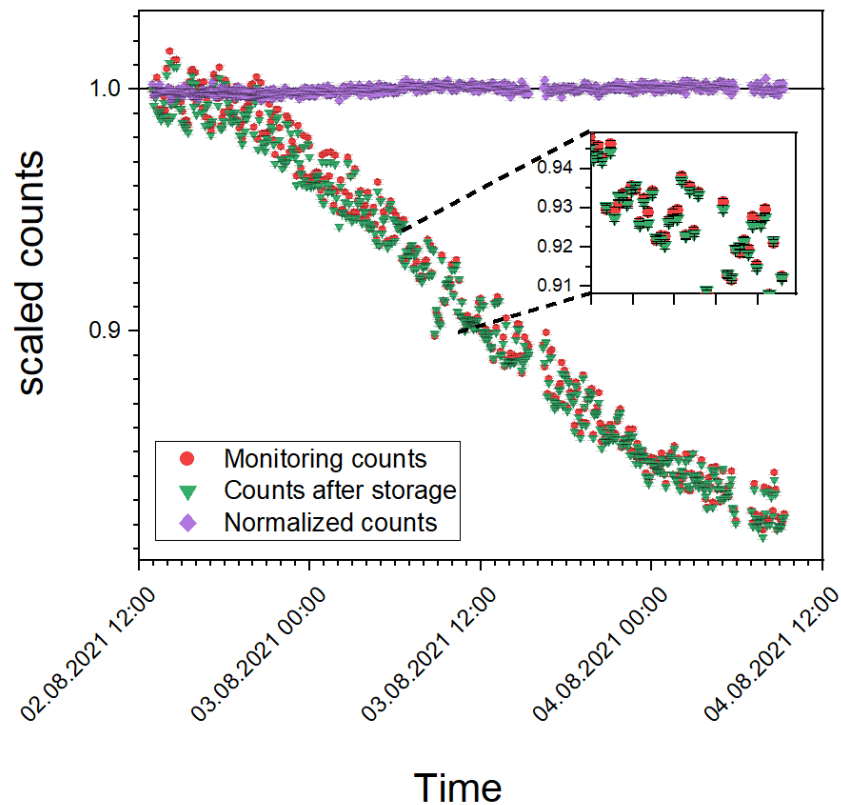 1.0
0.9
scaled counts
0.94
0.93
0.92
0.91
Monitoring counts
Counts after storage
Normalized counts
02.08.2021 12:00
03.08.2021 00:00
03.08.2021 12:00
04.08.2021 00:00
04.08.2021 12:00
Time